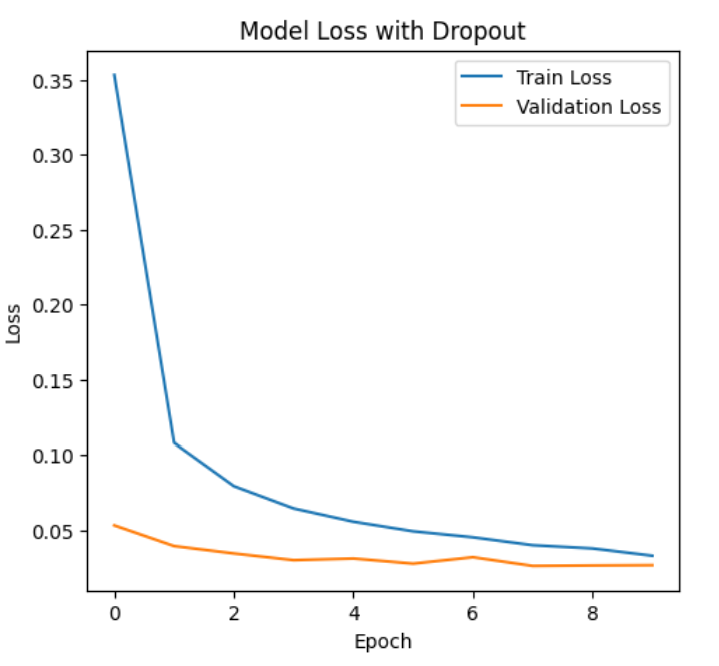 Model Loss with Dropout
Train Loss
Validation Loss
0.35
0.30
0.25
0.20
0.15
0.10
0.05
Loss
0 2 4 6 8
Epoch